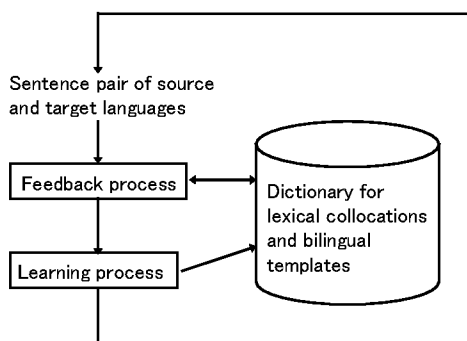 Sentence pair of source
and target languages
Feedback process
Dictionary for
lexical collocations
and bilingual
templates
Learning process